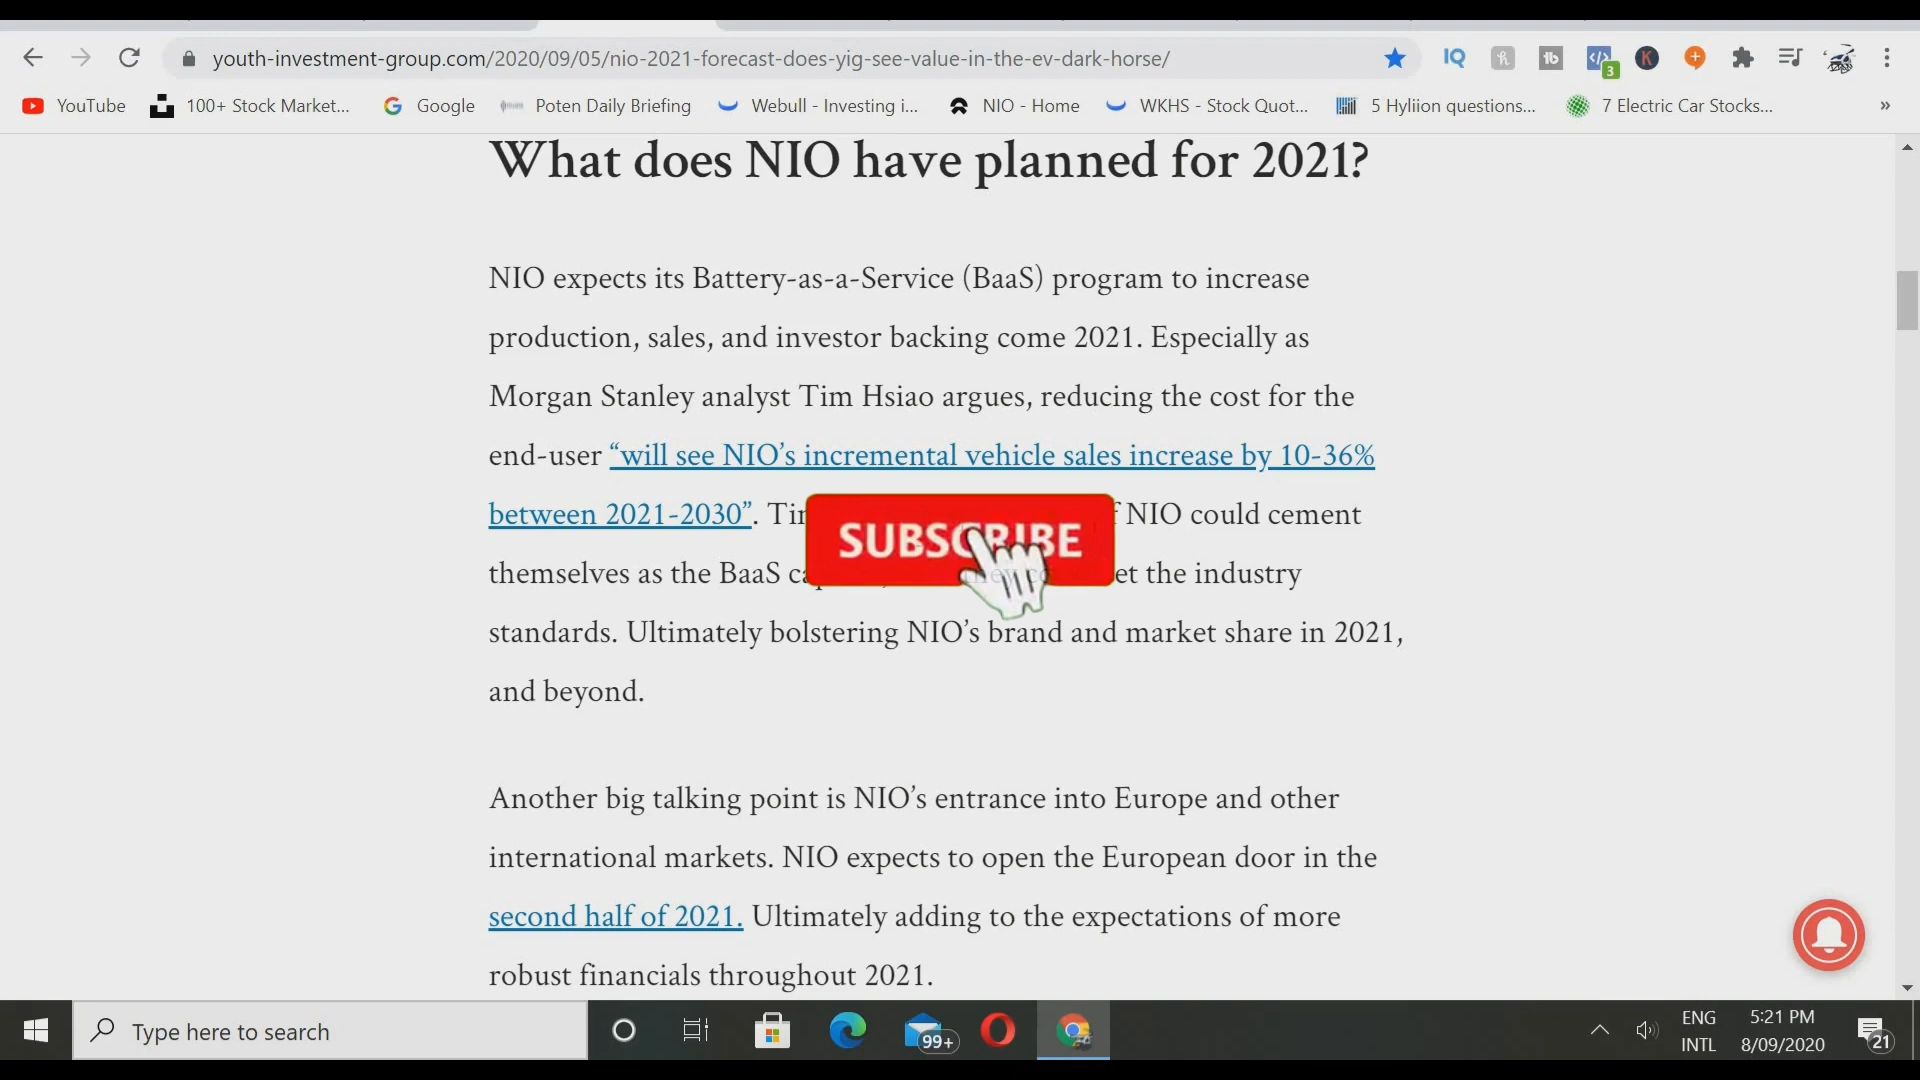 youth-investment-group.com/2020/09/05/nio-2021-forecast-does-yig-see-value-in-the-ev-dark-horse/
IQ
h
tb
3
K
YouTube
100+ Stock Market...
Google
Poten Daily Briefing
Webull - Investing i...
NIO - Home
WKHS - Stock Quot...
5 Hyliion questions...
7 Electric Car Stocks...
»
What does NIO have planned for 2021?
NIO expects its Battery-as-a-Service (BaaS) program to increase
production, sales, and investor backing come 2021. Especially as
Morgan Stanley analyst Tim Hsiao argues, reducing the cost for the
end-user “will see NIO’s incremental vehicle sales increase by 10-36%
between 2021-2030”. NIO could cement
SUBSCRIBE
themselves as the BaaS the industry
standards. Ultimately bolstering NIO’s brand and market share in 2021,
and beyond.
Another big talking point is NIO’s entrance into Europe and other
international markets. NIO expects to open the European door in the
second half of 2021. Ultimately adding to the expectations of more
robust financials throughout 2021.
Type here to search
99+
ENG
INTL
5:21 PM
8/09/2020
21